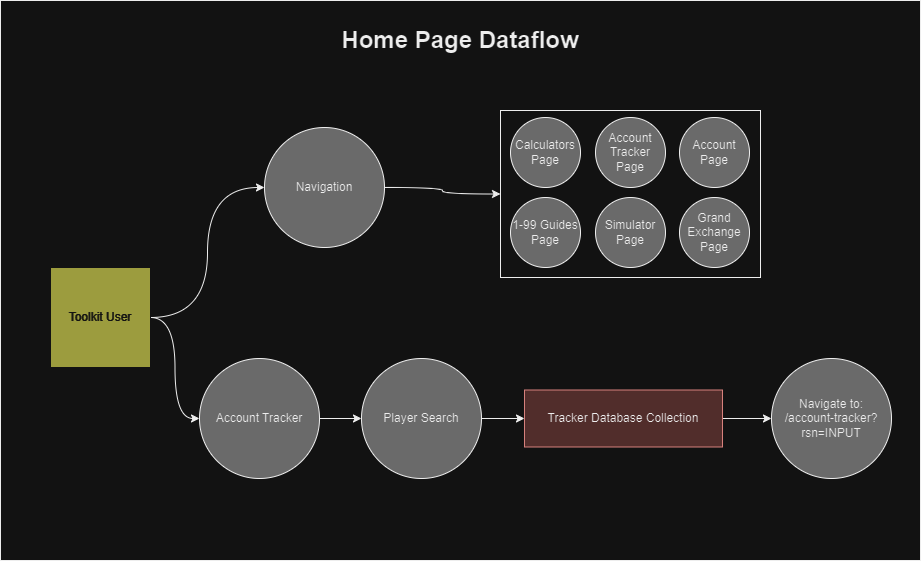 Home Page Dataflow
Navigation
Calculators
Page
Account
Tracker
Page
Account
Page
1-99 Guides
Page
Simulator
Page
Grand
Exchange
Page
Toolkit User
Account Tracker
Player Search
Tracker Database Collection
Navigate to:
/account-tracker?
rsn=INPUT